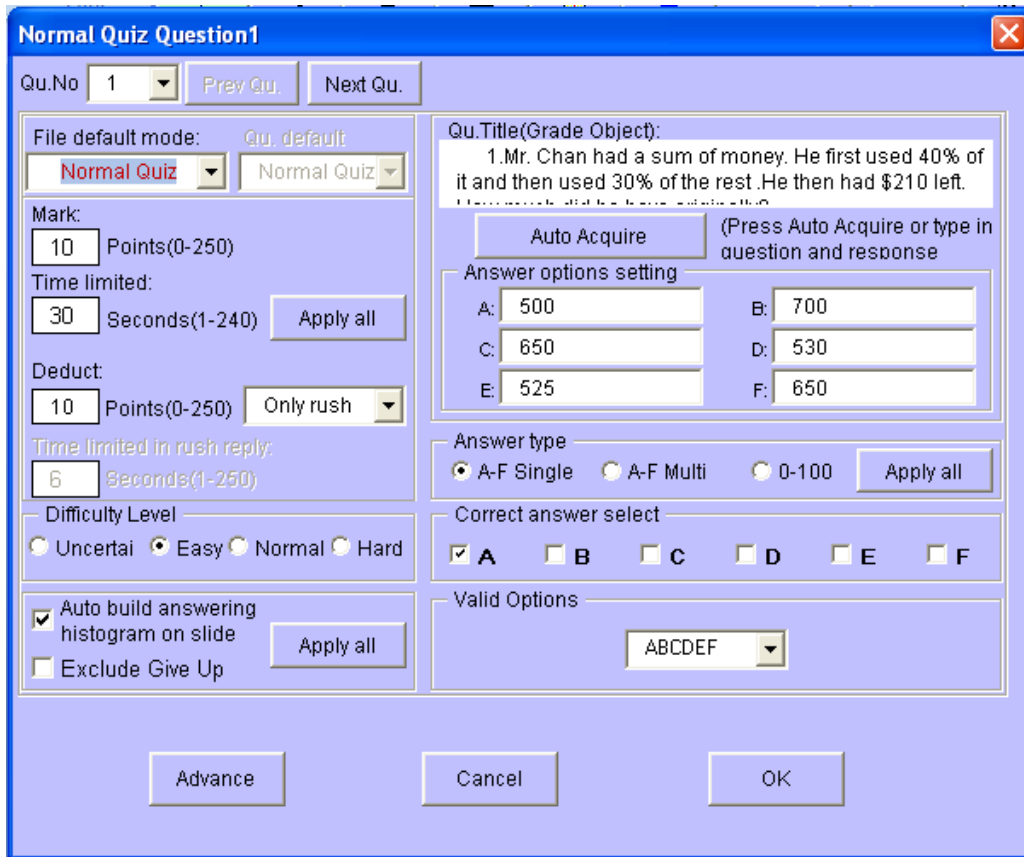 Normal Quiz Question1
Qu.No 1 Prev Qu. Next Qu.
File default mode: Qu. default
Normal Quiz Normal Quiz
Mark:
10 Points(0-250)
Time limited:
30 Seconds(1-240) Apply all
Deduct:
10 Points(0-250) Only rush
Time limited in rush reply:
6 Seconds(1-250)
Difficulty Level
Uncertai Easy Normal Hard
Auto build answering
histogram on slide
Apply all
Exclude Give Up
Qu.Title(Grade Object):
1.Mr. Chan had a sum of money. He first used 40% of
it and then used 30% of the rest .He then had $210 left.
How much did he have originally?
Auto Acquire
(Press Auto Acquire or type in
question and response
Answer options setting
A: 500 B: 700
C: 650 D: 530
E: 525 F: 650
Answer type
A-F Single A-F Multi 0-100 Apply all
Correct answer select
A B C D E F
Valid Options
ABCDEF
Advance Cancel OK